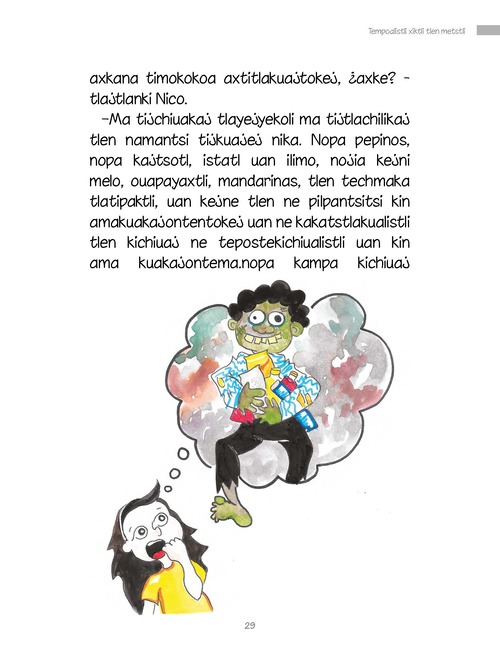 Tempoalistli xiktli tlen metstli
axkana timokokoa axtitlakuajtokej, ¿axke? -
tlajtlanki Nico.
–Ma tijchiuakaj tlayejyekoli ma tijtlachilikaj
tlen namantsi tijkuasej nika. Nopa pepinos,
nopa kajtsotl, istatl uan ilimo, nojia kejni
melo, ouapayaxtli, mandarinas, tlen techmaka
tlatipaktli, uan kejne tlen ne pilpantsitsi kin
amakuakajontentokej uan ne kakatstlakualistli
tlen kichiuaj ne tepostekichiualistli uan kin
ama kuakajontema.nopa kampa kichiuaj
29